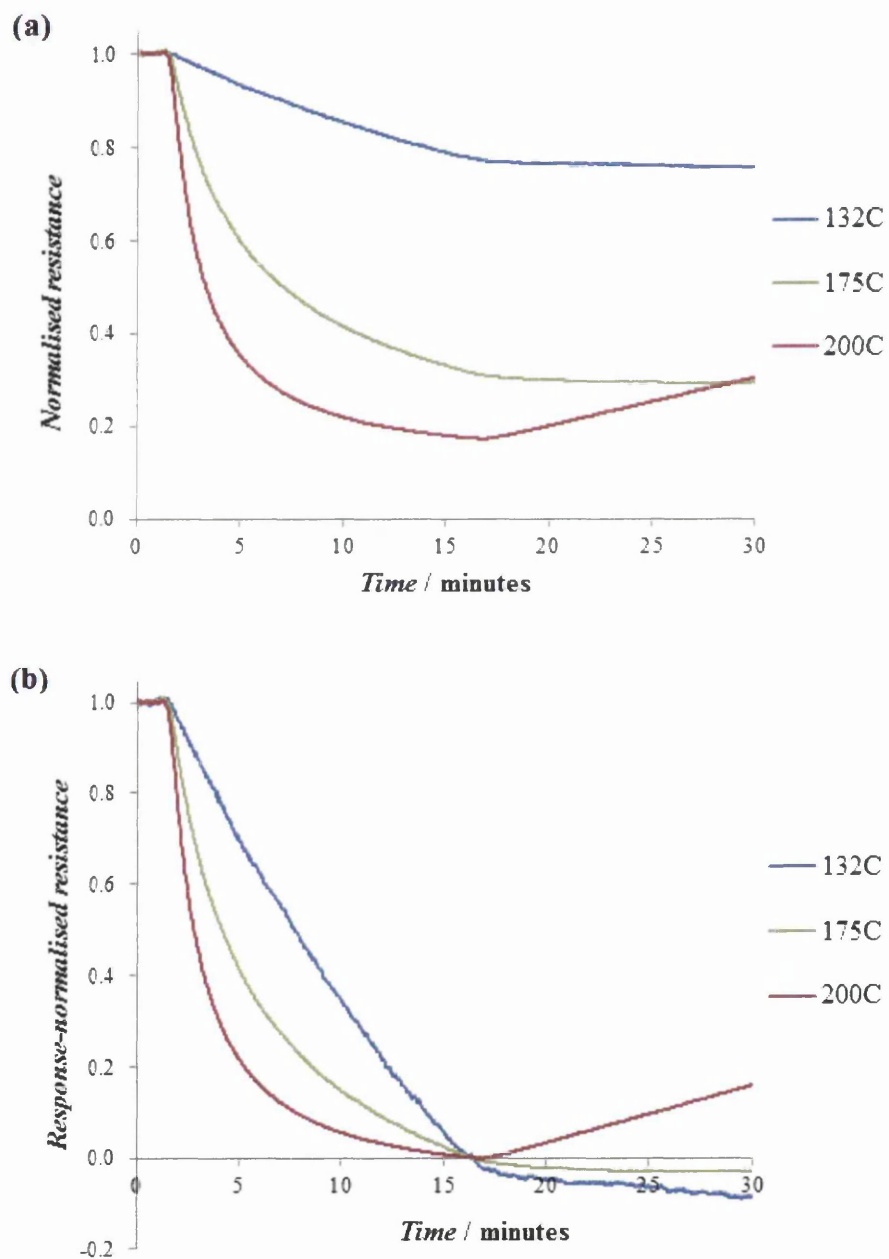 (a)
Normalised resistance
1.0
0.8
0.6
0.4
0.2
0.0
0 5 10 15 20 25 30
Time / minutes
132C
175C
200C
(b)
Response-normalised resistance
1.0
0.8
0.6
0.4
0.2
0.0
-0.2
0 5 10 15 20 25 30
Time / minutes
132C
175C
200C